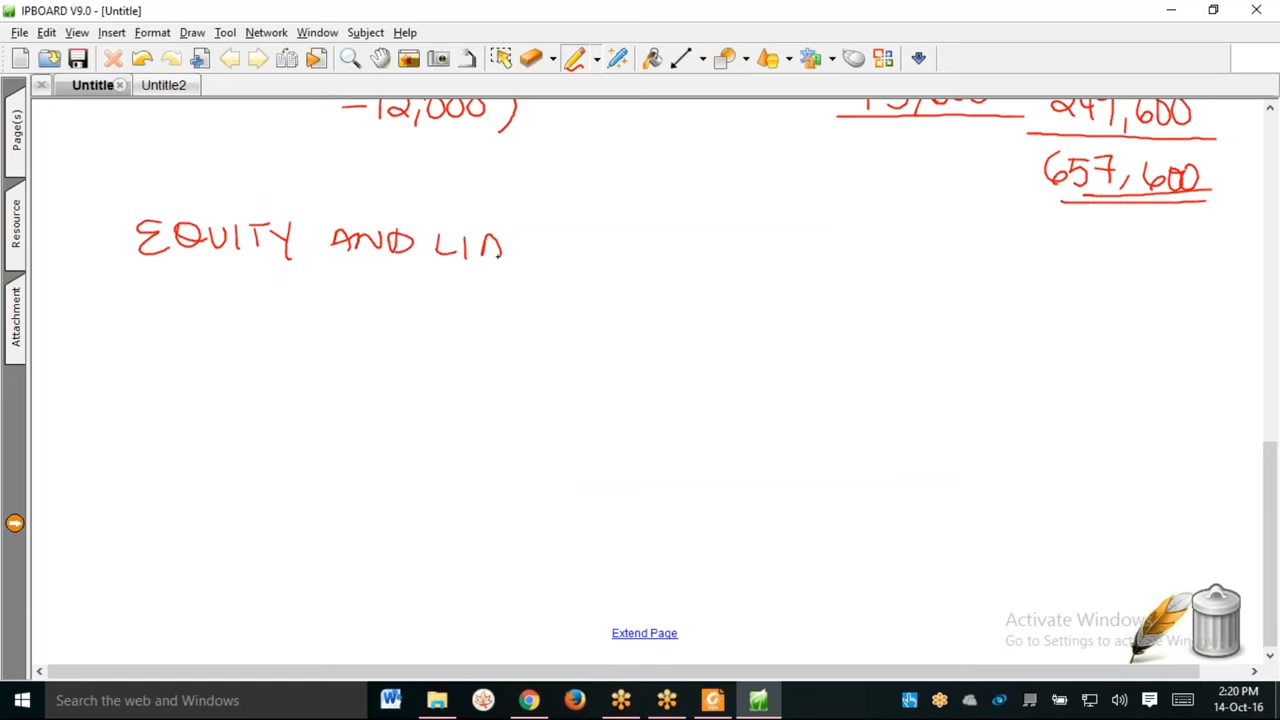 IPBOARD V9.0 - [Untitle]
File Edit View Insert Format Draw Tool Network Window Subject Help
Untitle Untitle2
Page(s)
Resource
Attachment
-12,000)
247,600
657,600
EQUITY AND LIA
Extend Page
Activate Windows
Go to Settings to activate Windows.
Search the web and Windows
2:20 PM
14-Oct-16